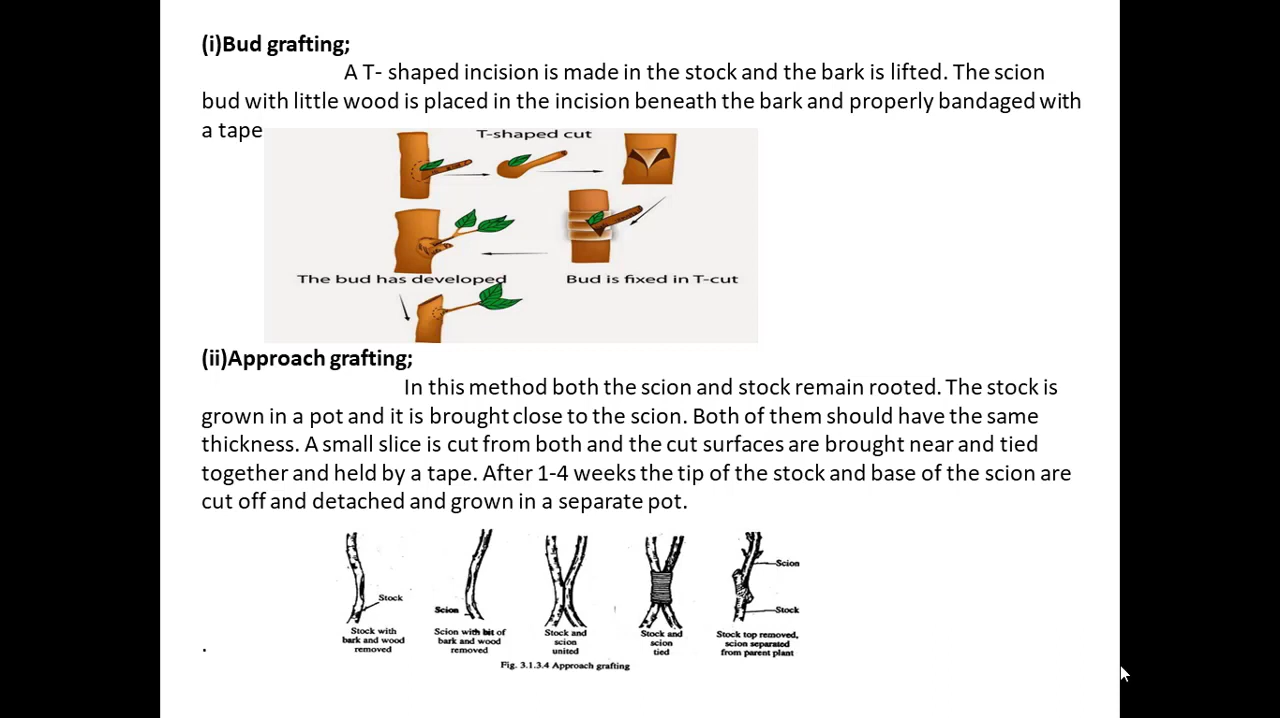 (i)Bud grafting;
A T- shaped incision is made in the stock and the bark is lifted. The scion
bud with little wood is placed in the incision beneath the bark and properly bandaged with
a tape
T-shaped cut
The bud has developed
Bud is fixed in T-cut
(ii)Approach grafting;
In this method both the scion and stock remain rooted. The stock is
grown in a pot and it is brought close to the scion. Both of them should have the same
thickness. A small slice is cut from both and the cut surfaces are brought near and tied
together and held by a tape. After 1-4 weeks the tip of the stock and base of the scion are
cut off and detached and grown in a separate pot.
Stock
Scion
Scion
Stock
Stock with
bark and wood
removed
Scion with bit of
bark and wood
removed
Stock and
scion
united
Stock and
scion
tied
Stock top removed,
scion separated
from parent plant
.
Fig. 3.1.3.4 Approach grafting